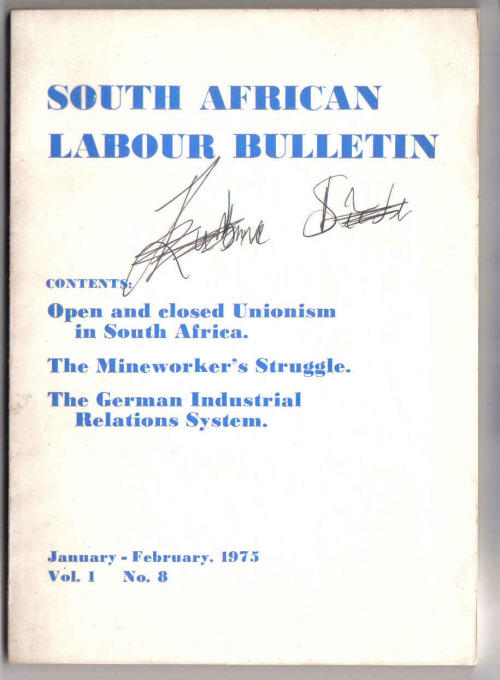 SOUTH AFRICAN
LABOUR BULLETIN
CONTENTS:
Open and closed Unionism
in South Africa.
The Mineworker's Struggle.
The German Industrial
Relations System.
January - February, 1975
Vol. 1 No. 8